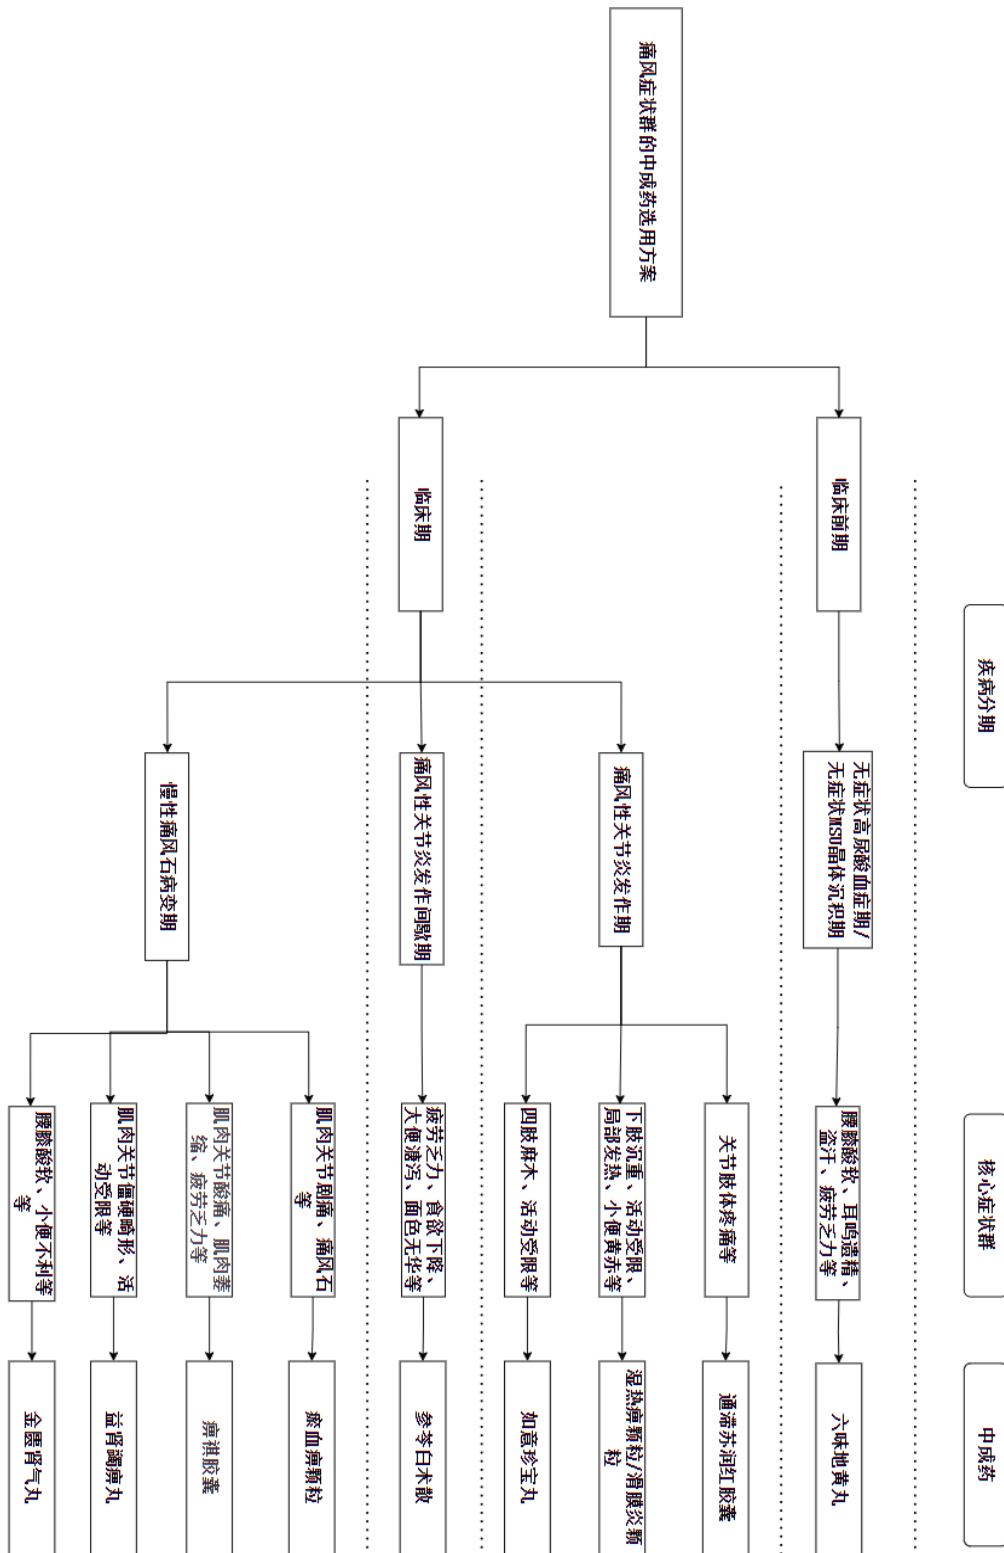 疾病分期
核心症状群
中成药
痛风症状群的中成药选用方案
临床前期
无症状高尿酸血症期/
无症状MSU晶体沉积期
腰膝酸软、耳鸣遗精、
盗汗、疲劳乏力等
六味地黄丸
临床期
痛风性关节炎发作期
关节肢体疼痛等
通滞苏润江胶囊
下肢沉重、活动受限、
局部发热、小便黄赤等
湿热痹颗粒/滑膜炎颗
粒
四肢麻木、活动受限等
如意珍宝丸
痛风性关节炎发作间歇期
疲劳乏力、食欲下降、
大便溏泻、面色无华等
参苓白术散
慢性痛风石病变期
肌肉关节剧痛、痛风石
等
瘀血痹颗粒
肌肉关节酸痛、肌肉萎
缩、疲劳乏力等
痹祺胶囊
肌肉关节僵硬畸形、活
动受限等
益肾蠲痹丸
腰膝酸软、小便不利等
等
金匮肾气丸